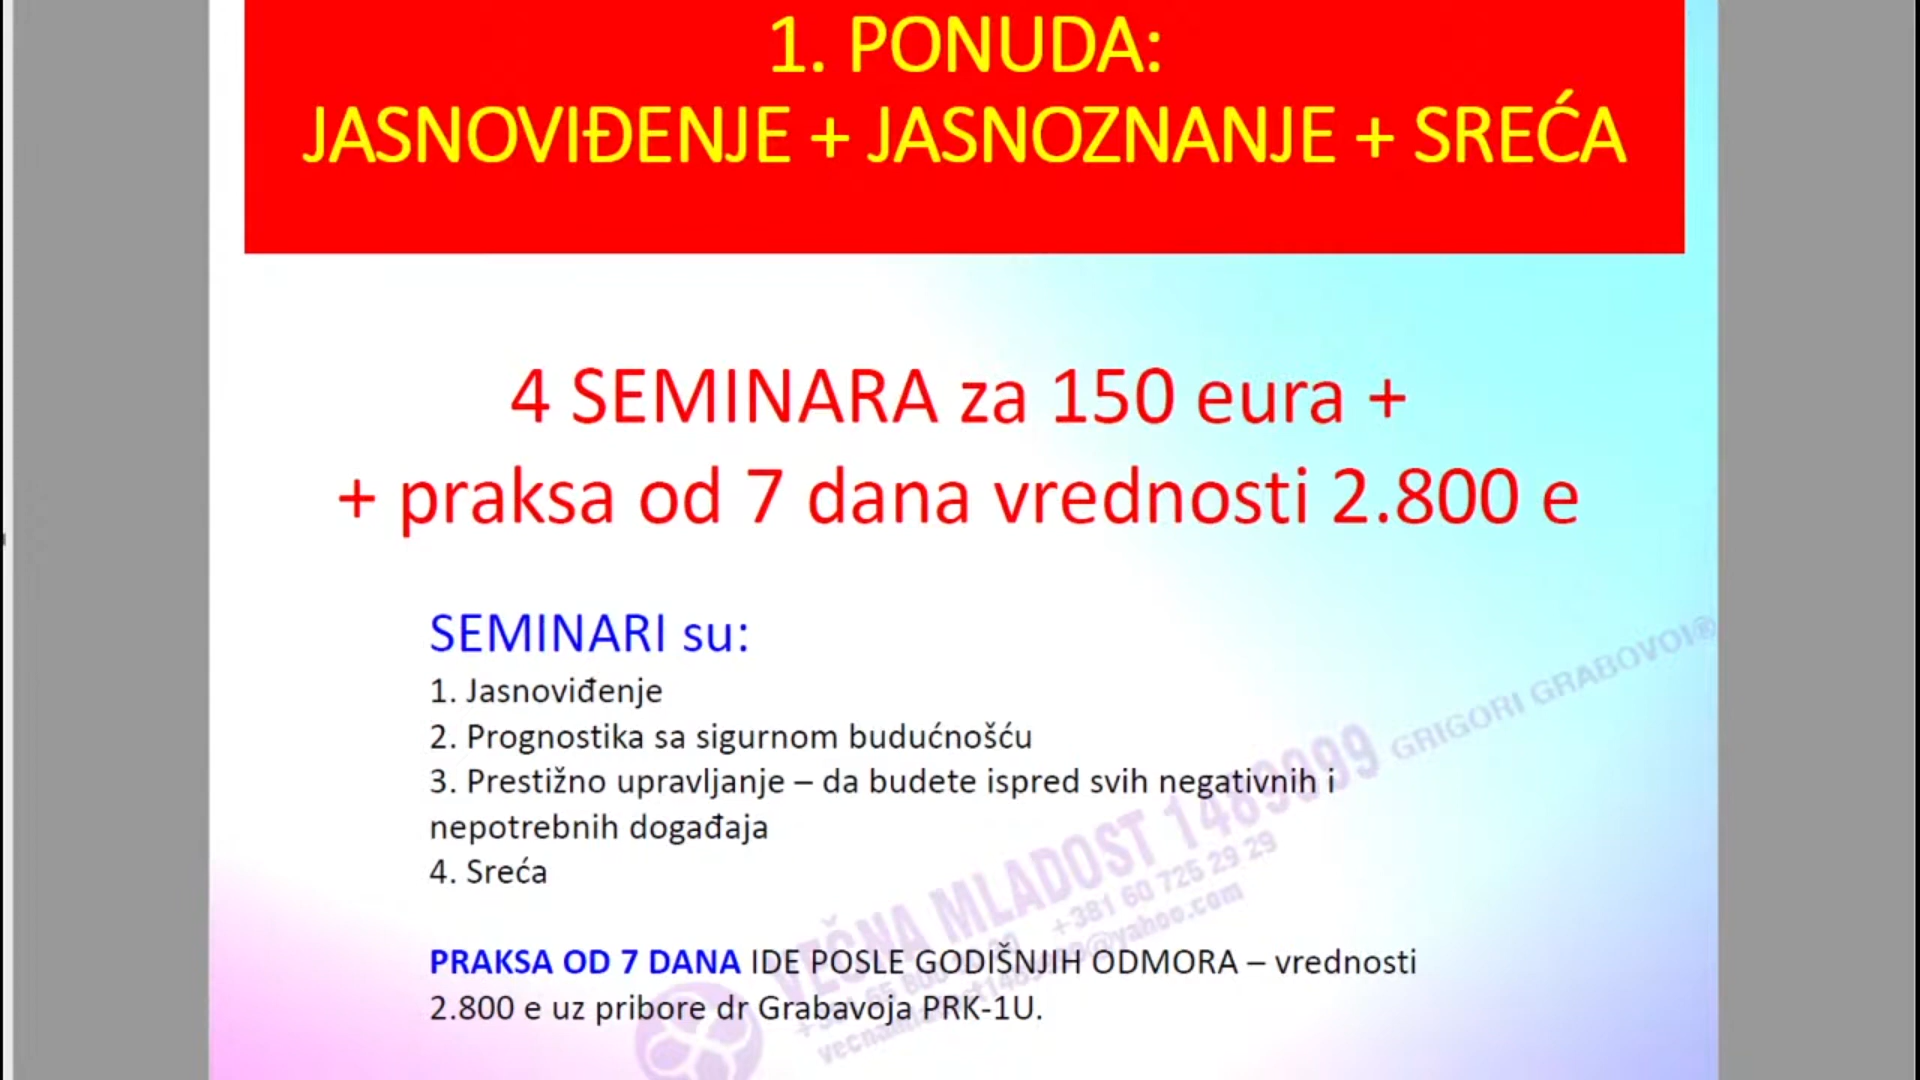 1. PONUDA:
JASNOVIĐENJE + JASNOZNANJE + SREĆA
4 SEMINARA za 150 eura +
+ praksa od 7 dana vrednosti 2.800 e
SEMINARI su:
1. Jasnoviđenje
2. Prognostika sa sigurnom budućnošću
3. Prestižno upravljanje – da budete ispred svih negativnih i
nepotrebnih događaja
4. Sreća
PRAKSA OD 7 DANA IDE POSLE GODIŠNJIH ODMORA – vrednosti
2.800 e uz pribore dr Grabavoja PRK-1U.
VEČNA MLADOST 1489999 GRIGORI GRABOVOI®
+381 60 725 29 29